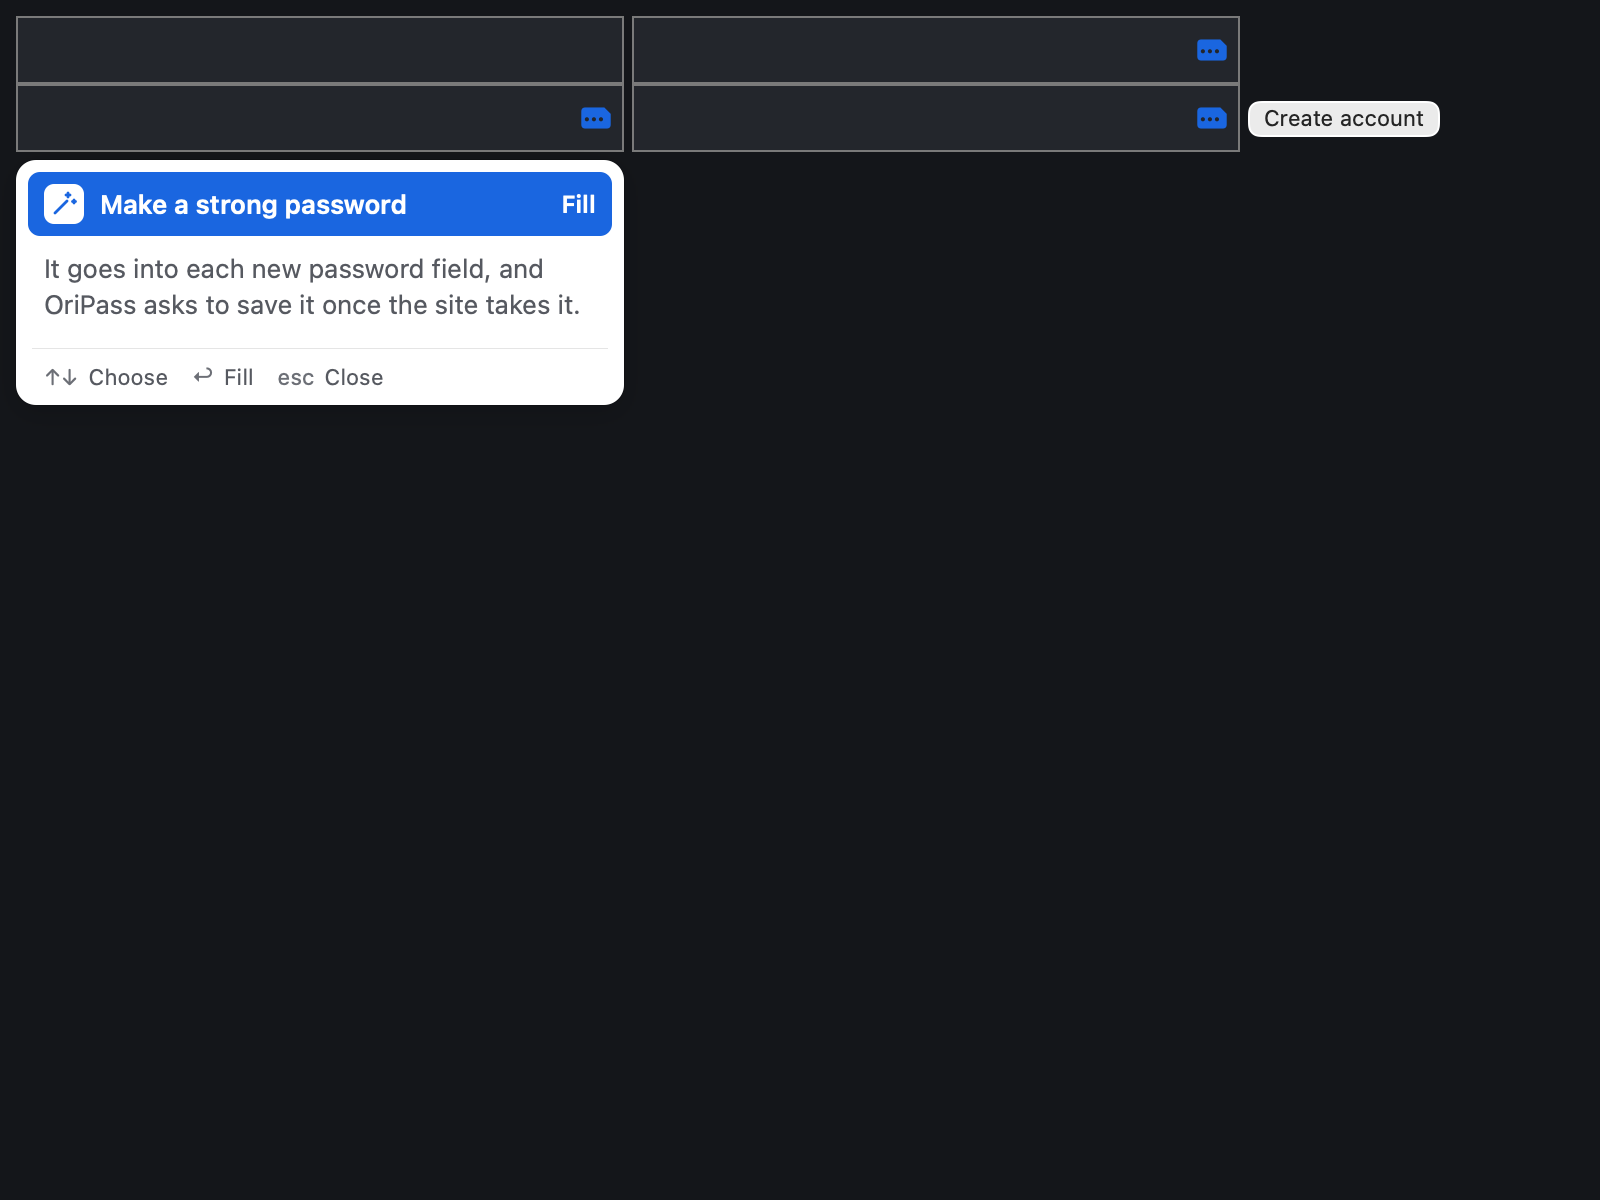 Create account
Make a strong password Fill
It goes into each new password field, and
OriPass asks to save it once the site takes it.
↑↓ Choose ↩ Fill esc Close